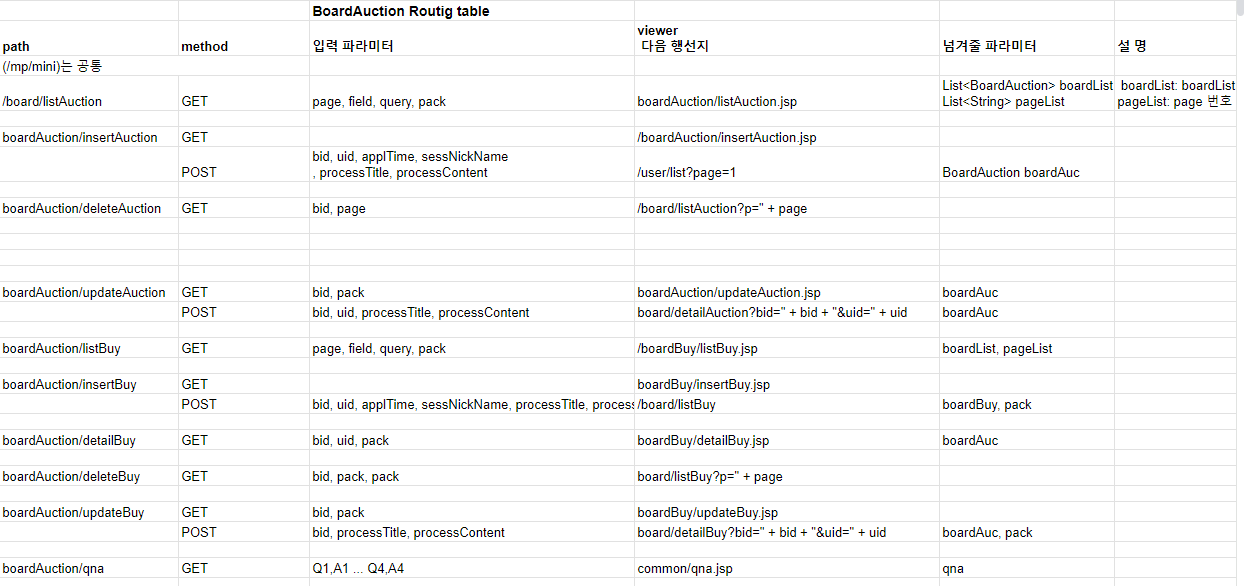 BoardAuction Routig table
path method 입력 파라미터 viewer 다음 행선지 넘겨줄 파라미터 설 명
(/mp/mini)는 공통
/board/listAuction GET page, field, query, pack boardAuction/listAuction.jsp List<BoardAuction> boardList List<String> pageList boardList: boardList pageList: page 번호
boardAuction/insertAuction GET /boardAuction/insertAuction.jsp
POST bid, uid, applTime, sessNickName , processTitle, processContent /user/list?page=1 BoardAuction boardAuc
boardAuction/deleteAuction GET bid, page /board/listAuction?p=" + page
boardAuction/updateAuction GET bid, pack boardAuction/updateAuction.jsp boardAuc
POST bid, uid, processTitle, processContent board/detailAuction?bid=" + bid + "&uid=" + uid boardAuc
boardAuction/listBuy GET page, field, query, pack /boardBuy/listBuy.jsp boardList, pageList
boardAuction/insertBuy GET boardBuy/insertBuy.jsp
POST bid, uid, applTime, sessNickName, processTitle, proces /board/listBuy boardBuy, pack
boardAuction/detailBuy GET bid, uid, pack boardBuy/detailBuy.jsp boardAuc
boardAuction/deleteBuy GET bid, pack, pack board/listBuy?p=" + page
boardAuction/updateBuy GET bid, pack boardBuy/updateBuy.jsp
POST bid, processTitle, processContent board/detailBuy?bid=" + bid + "&uid=" + uid boardAuc, pack
boardAuction/qna GET Q1,A1 ... Q4,A4 common/qna.jsp qna